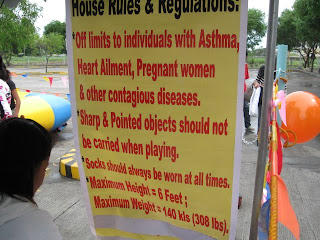 House Rules & Regulations:
*Off limits to individuals with Asthma,
Heart Ailment, Pregnant women
& other contagious diseases.
*Sharp & Pointed objects should not
be carried when playing.
*Socks should always be worn at all times.
*Maximum Height = 6 Feet ;
Maximum Weight = 140 kls (308 lbs).